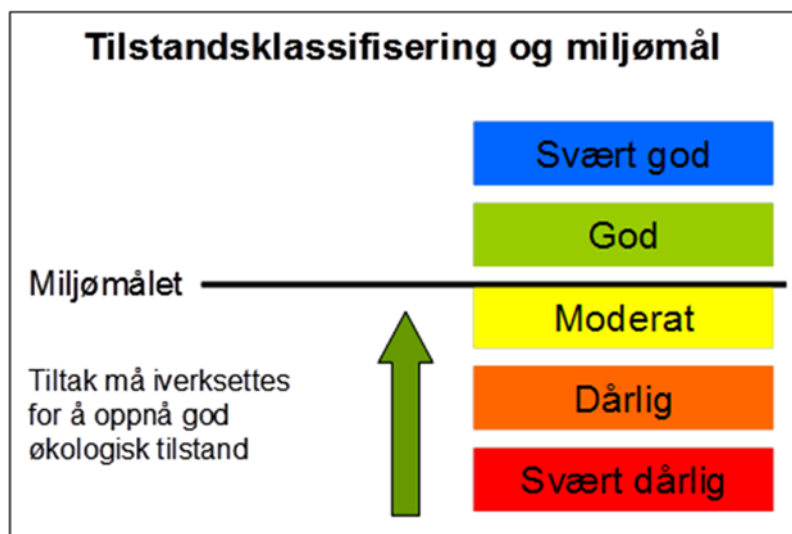 Tilstandsklassifisering og miljømål
Svært god
God
Miljømålet
Moderat
Tiltak må iverksettes
for å oppnå god
økologisk tilstand
Dårlig
Svært dårlig